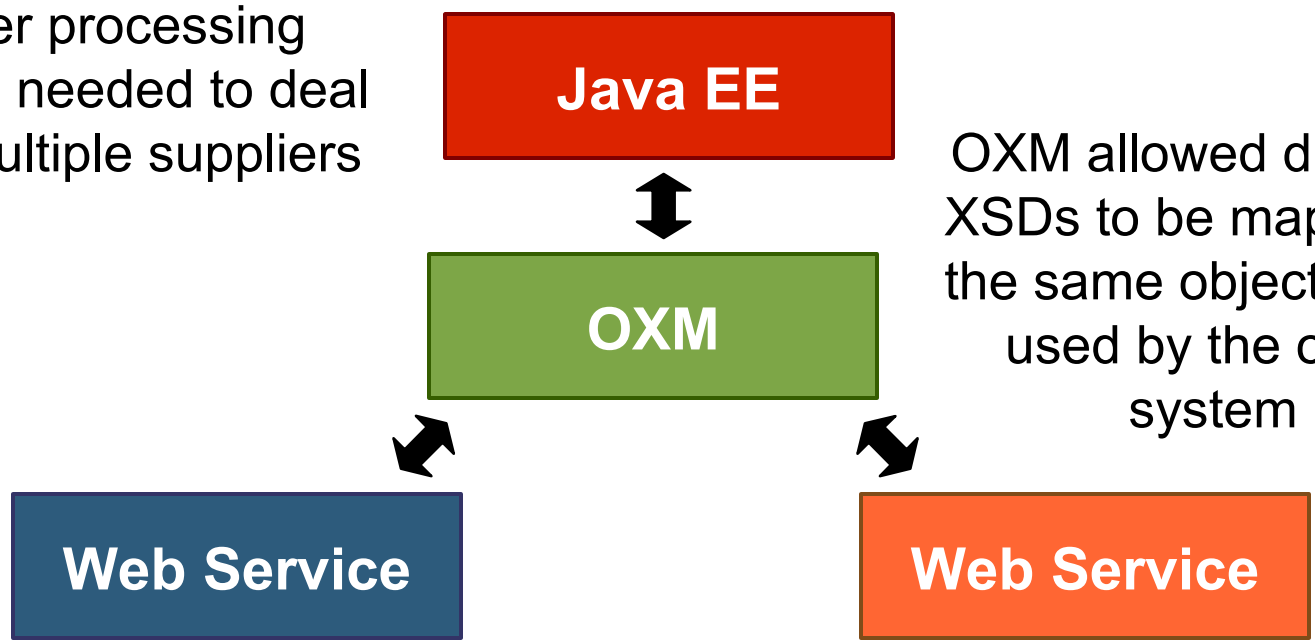 er processing
needed to deal
ultiple suppliers
Java EE
OXM allowed d
XSDs to be map
the same object
used by the o
system
OXM
Web Service
Web Service